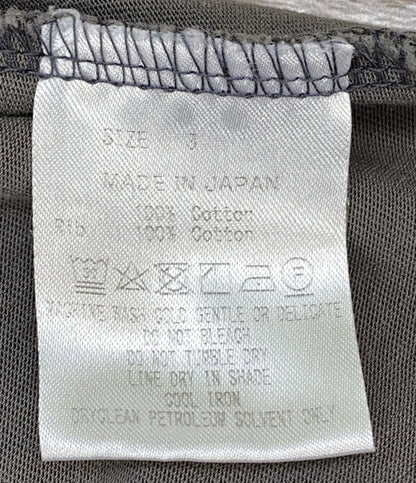 SIZE 3
MADE IN JAPAN
100% Cotton
Rib 100% Cotton
MACHINE WASH COLD GENTLE OR DELICATE
DO NOT BLEACH
DO NOT TUMBLE DRY
LINE DRY IN SHADE
COOL IRON
DRYCLEAN PETROLEUM SOLVENT ONLY